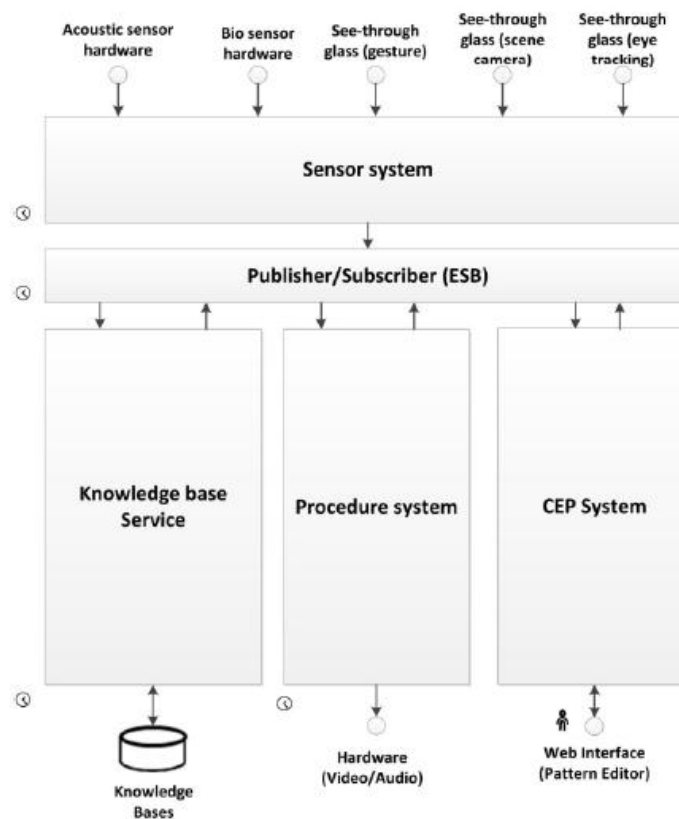 Acoustic sensor
hardware
Bio sensor
hardware
See-through
glass (gesture)
See-through
glass (scene
camera)
See-through
glass (eye
tracking)
Sensor system
Publisher/Subscriber (ESB)
Knowledge base
Service
Procedure system
CEP System
Knowledge
Bases
Hardware
(Video/Audio)
Web Interface
(Pattern Editor)